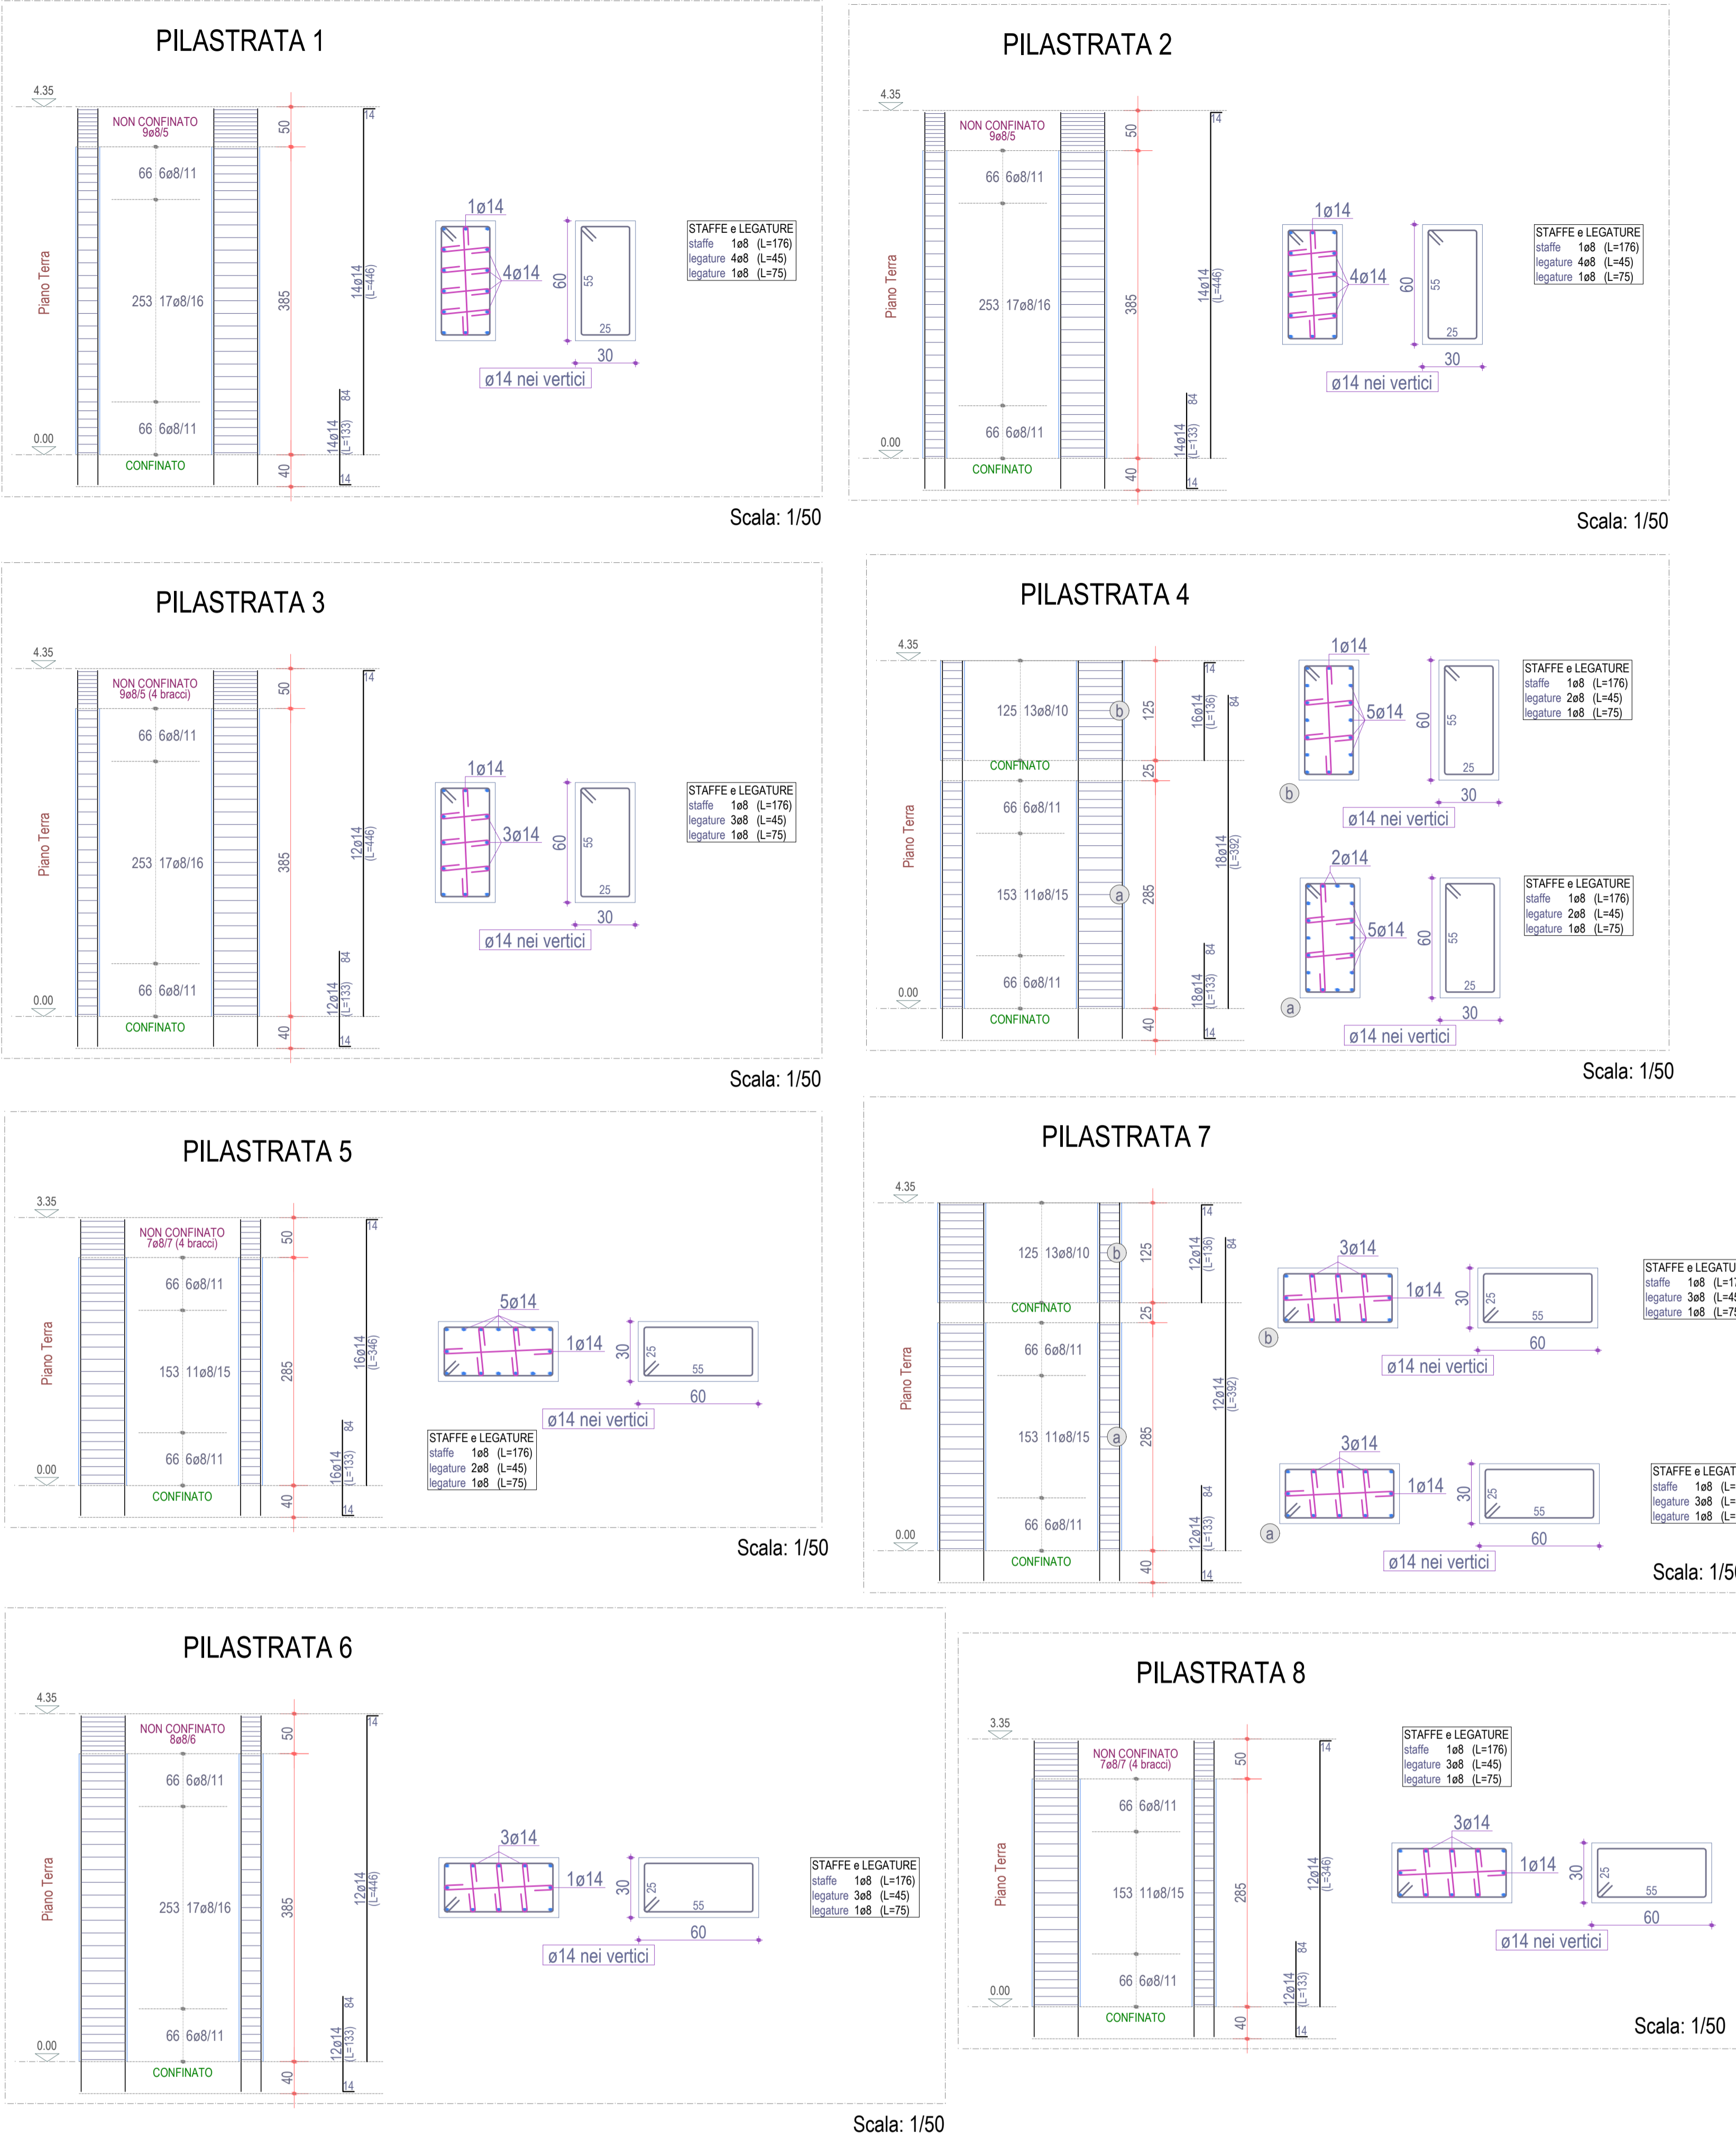 PILASTRATA 1
4.35
NON CONFINATO
9ø8/5
50
14
66 6ø8/11
Piano Terra
253 17ø8/16
385
14ø14
(L=446)
66 6ø8/11
84
14ø14
(L=133)
0.00
CONFINATO
40
14
1ø14
4ø14
60
55
25
30
ø14 nei vertici
STAFFE e LEGATURE
staffe 1ø8 (L=176)
legature 4ø8 (L=45)
legature 1ø8 (L=75)
Scala: 1/50
PILASTRATA 2
4.35
NON CONFINATO
9ø8/5
50
14
66 6ø8/11
Piano Terra
253 17ø8/16
385
14ø14
(L=446)
66 6ø8/11
84
14ø14
(L=133)
0.00
CONFINATO
40
14
1ø14
4ø14
60
55
25
30
ø14 nei vertici
STAFFE e LEGATURE
staffe 1ø8 (L=176)
legature 4ø8 (L=45)
legature 1ø8 (L=75)
Scala: 1/50
PILASTRATA 3
4.35
NON CONFINATO
9ø8/5 (4 bracci)
50
14
66 6ø8/11
Piano Terra
253 17ø8/16
385
12ø14
(L=446)
66 6ø8/11
84
12ø14
(L=133)
0.00
CONFINATO
40
14
1ø14
3ø14
60
55
25
30
ø14 nei vertici
STAFFE e LEGATURE
staffe 1ø8 (L=176)
legature 3ø8 (L=45)
legature 1ø8 (L=75)
Scala: 1/50
PILASTRATA 4
4.35
125 13ø8/10
b
125
14
16ø14
(L=136)
84
CONFINATO
25
66 6ø8/11
Piano Terra
153 11ø8/15
a
285
18ø14
(L=392)
66 6ø8/11
84
18ø14
(L=133)
0.00
CONFINATO
40
14
1ø14
5ø14
60
55
25
30
b
ø14 nei vertici
STAFFE e LEGATURE
staffe 1ø8 (L=176)
legature 2ø8 (L=45)
legature 1ø8 (L=75)
2ø14
5ø14
60
55
25
30
a
ø14 nei vertici
STAFFE e LEGATURE
staffe 1ø8 (L=176)
legature 2ø8 (L=45)
legature 1ø8 (L=75)
Scala: 1/50
PILASTRATA 5
3.35
NON CONFINATO
7ø8/7 (4 bracci)
50
14
66 6ø8/11
Piano Terra
153 11ø8/15
285
16ø14
(L=346)
66 6ø8/11
84
16ø14
(L=133)
0.00
CONFINATO
40
14
5ø14
1ø14
30
25
55
60
ø14 nei vertici
STAFFE e LEGATURE
staffe 1ø8 (L=176)
legature 2ø8 (L=45)
legature 1ø8 (L=75)
Scala: 1/50
PILASTRATA 7
4.35
125 13ø8/10
b
125
14
12ø14
(L=136)
84
CONFINATO
25
66 6ø8/11
Piano Terra
153 11ø8/15
a
285
12ø14
(L=392)
66 6ø8/11
84
12ø14
(L=133)
0.00
CONFINATO
40
14
3ø14
1ø14
30
25
55
60
b
ø14 nei vertici
STAFFE e LEGATU
staffe 1ø8
legature 3ø8
legature 1ø8
3ø14
1ø14
30
25
55
60
a
ø14 nei vertici
STAFFE e LEGAT
staffe 1ø8 (L=
legature 3ø8 (L=
legature 1ø8 (L=
Scala: 1/5
PILASTRATA 6
4.35
NON CONFINATO
8ø8/6
50
14
66 6ø8/11
Piano Terra
253 17ø8/16
385
12ø14
(L=446)
66 6ø8/11
84
12ø14
(L=133)
0.00
CONFINATO
40
14
3ø14
1ø14
30
25
55
60
ø14 nei vertici
STAFFE e LEGATURE
staffe 1ø8 (L=176)
legature 3ø8 (L=45)
legature 1ø8 (L=75)
Scala: 1/50
PILASTRATA 8
3.35
NON CONFINATO
7ø8/7 (4 bracci)
50
14
66 6ø8/11
Piano Terra
153 11ø8/15
285
12ø14
(L=346)
66 6ø8/11
84
12ø14
(L=133)
0.00
CONFINATO
40
14
STAFFE e LEGATURE
staffe 1ø8 (L=176)
legature 3ø8 (L=45)
legature 1ø8 (L=75)
3ø14
1ø14
30
25
55
60
ø14 nei vertici
Scala: 1/50